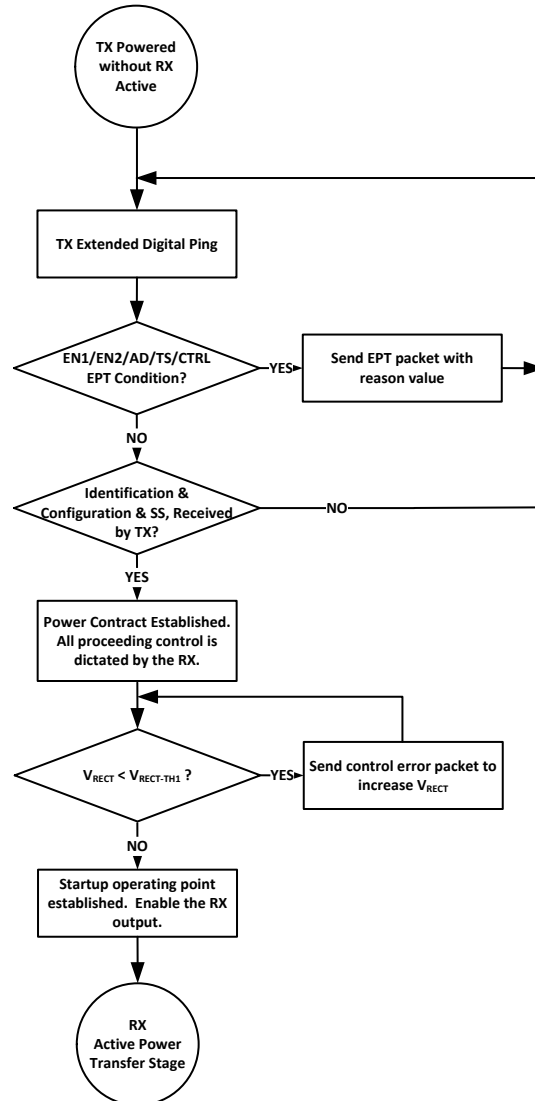 TX Powered
without RX
Active
TX Extended Digital Ping
EN1/EN2/AD/TS/CTRL
EPT Condition?
YES
Send EPT packet with
reason value
NO
Identification &
Configuration & SS, Received
by TX?
NO
YES
Power Contract Established.
All proceeding control is
dictated by the RX.
VRECT < VRECT-TH1 ?
YES
Send control error packet to
increase VRECT
NO
Startup operating point
established. Enable the RX
output.
RX
Active Power
Transfer Stage